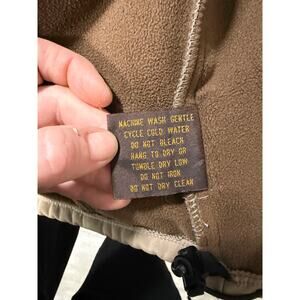 MACHINE WASH GENTLE
CYCLE COLD WATER
DO NOT BLEACH
HANG TO DRY OR
TUMBLE DRY LOW
DO NOT IRON
DO NOT DRY CLEAN